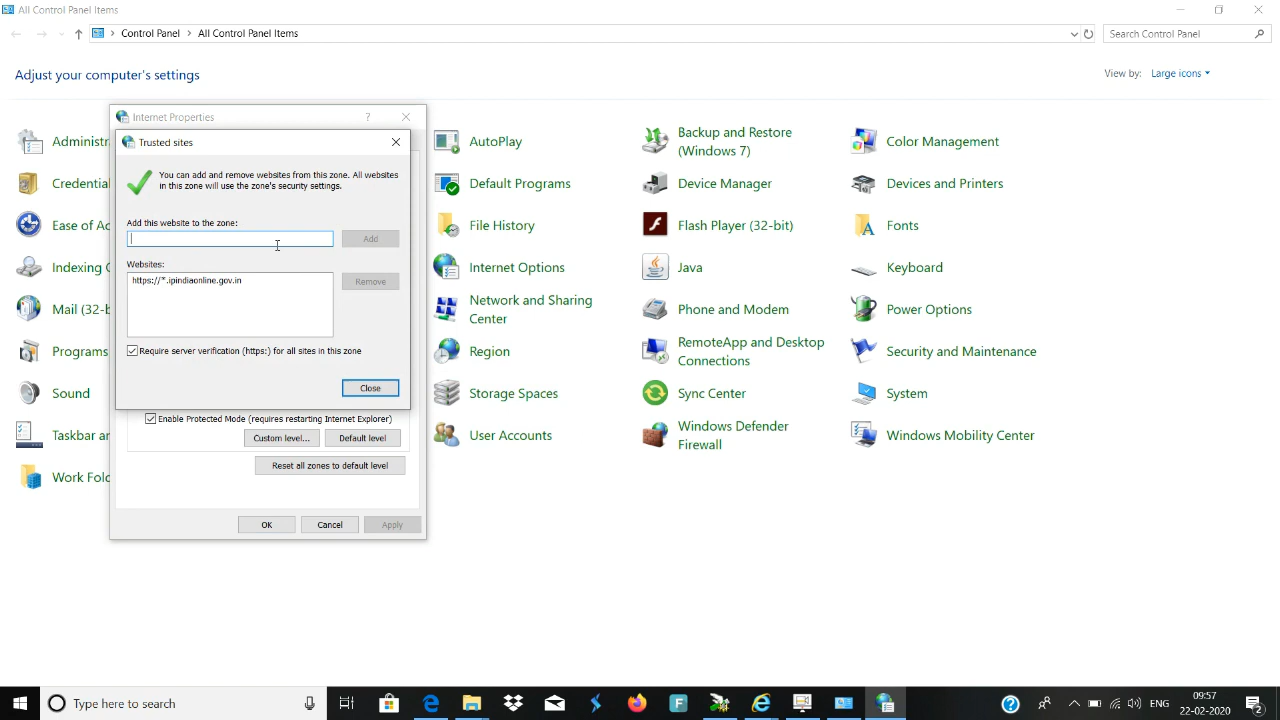 All Control Panel Items
Control Panel > All Control Panel Items
Search Control Panel
Adjust your computer's settings
View by: Large icons
Internet Properties
?
Trusted sites
You can add and remove websites from this zone. All websites
in this zone will use the zone's security settings.
Add this website to the zone:
Add
Websites:
https://*.ipindiaonline.gov.in
Remove
Require server verification (https:) for all sites in this zone
Close
Enable Protected Mode (requires restarting Internet Explorer)
Custom level...
Default level
Reset all zones to default level
OK
Cancel
Apply
Administr
Credential
Ease of Ac
Indexing
Mail (32-b
Programs
Sound
Taskbar an
Work Fold
AutoPlay
Default Programs
File History
Internet Options
Network and Sharing
Center
Region
Storage Spaces
User Accounts
Backup and Restore
(Windows 7)
Device Manager
Flash Player (32-bit)
Java
Phone and Modem
RemoteApp and Desktop
Connections
Sync Center
Windows Defender
Firewall
Color Management
Devices and Printers
Fonts
Keyboard
Power Options
Security and Maintenance
System
Windows Mobility Center
Type here to search
ENG
09:57
22-02-2020
2